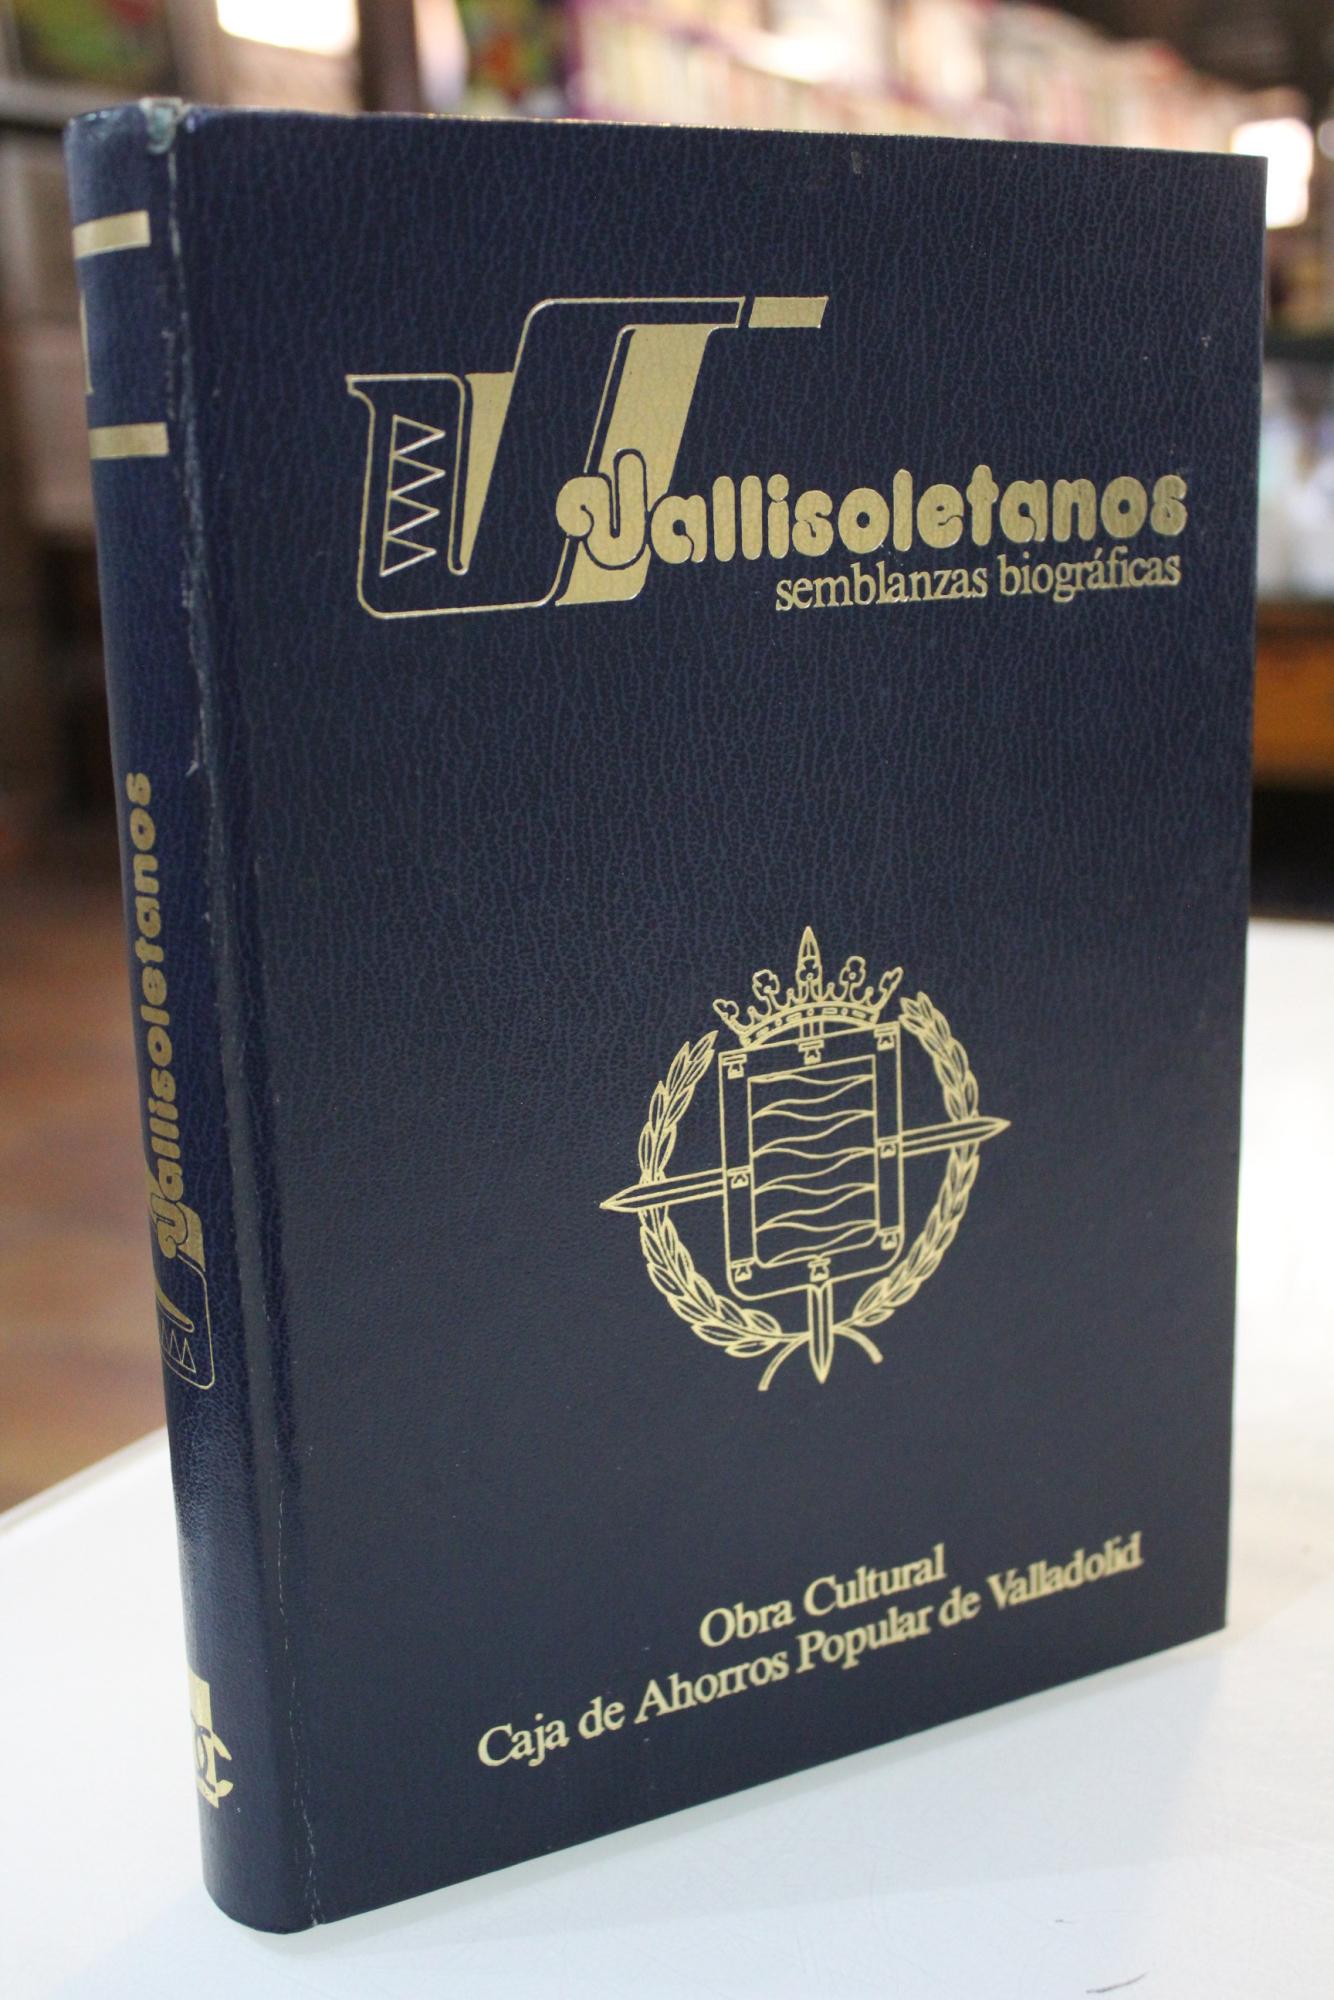 Vallisoletanos
semblanzas biográficas
Obra Cultural
Caja de Ahorros Popular de Valladolid
Vallisoletanos